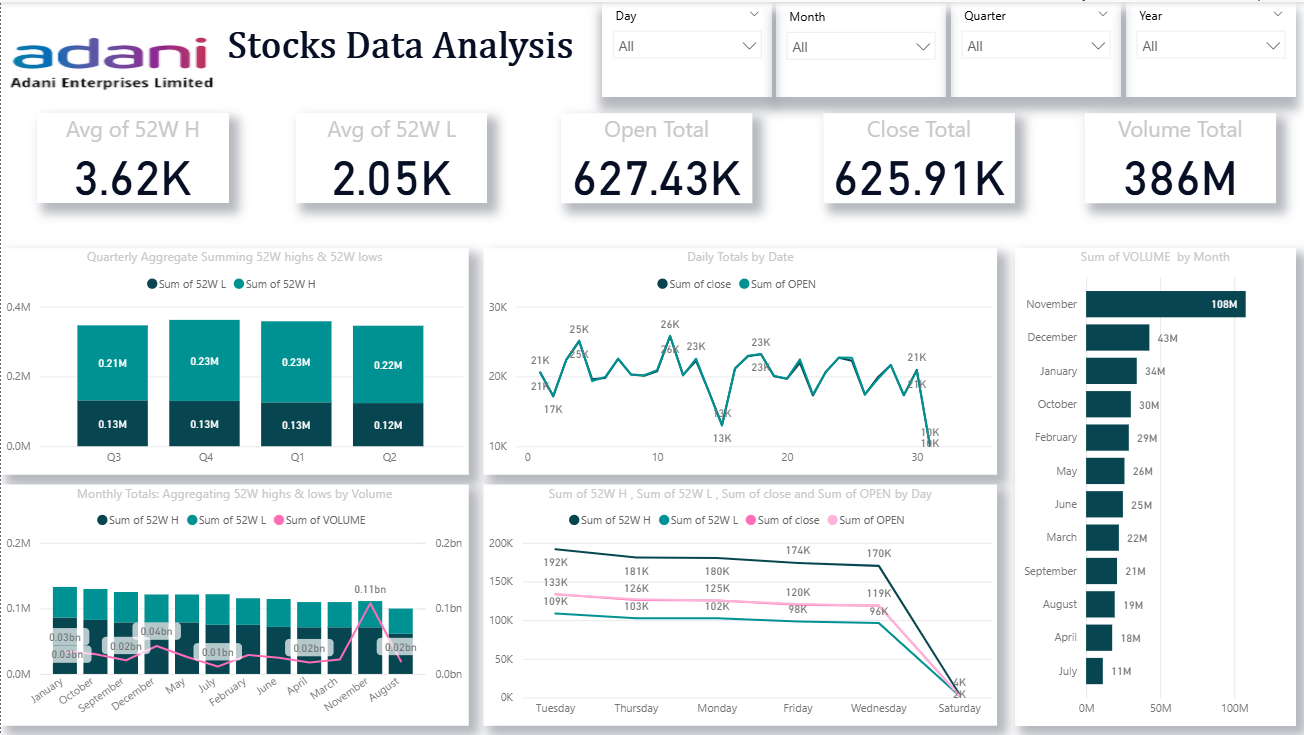 adani
Adani Enterprises Limited
Stocks Data Analysis
Day
All
Month
All
Quarter
All
Year
All
Avg of 52W H
3.62K
Avg of 52W L
2.05K
Open Total
627.43K
Close Total
625.91K
Volume Total
386M
Quarterly Aggregate Summing 52W highs & 52W lows
Sum of 52W L Sum of 52W H
0.4M
0.2M
0.0M
0.21M 0.23M 0.23M 0.22M
0.13M 0.13M 0.13M 0.12M
Q3 Q4 Q1 Q2
Daily Totals by Date
Sum of close Sum of OPEN
30K
20K
10K
21K
21K
17K
25K
25K
26K
26K
23K
13K
13K
23K
23K
21K
21K
10K
10K
0 10 20 30
Sum of VOLUME by Month
November 108M
December 43M
January 34M
October 30M
February 29M
May 26M
June 25M
March 22M
September 21M
August 19M
April 18M
July 11M
0M 50M 100M
Monthly Totals: Aggregating 52W highs & lows by Volume
Sum of 52W H Sum of 52W L Sum of VOLUME
0.2M
0.1M
0.0M
0.2bn
0.1bn
0.0bn
0.03bn
0.03bn
0.02bn
0.04bn
0.01bn
0.02bn
0.11bn
0.02bn
January October September December May July February June April March November August
Sum of 52W H , Sum of 52W L , Sum of close and Sum of OPEN by Day
Sum of 52W H Sum of 52W L Sum of close Sum of OPEN
200K
150K
100K
50K
0K
192K 181K 180K 174K 170K
133K 126K 125K 120K 119K
109K 103K 102K 98K 96K
4K
2K
Tuesday Thursday Monday Friday Wednesday Saturday